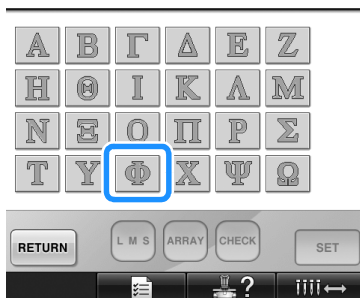 Α Β Γ Δ Ε Ζ
Η Θ Ι Κ Λ Μ
Ν Ξ Ο Π Ρ Σ
Τ Υ Φ Χ Ψ Ω
RETURN L M S ARRAY CHECK SET
?